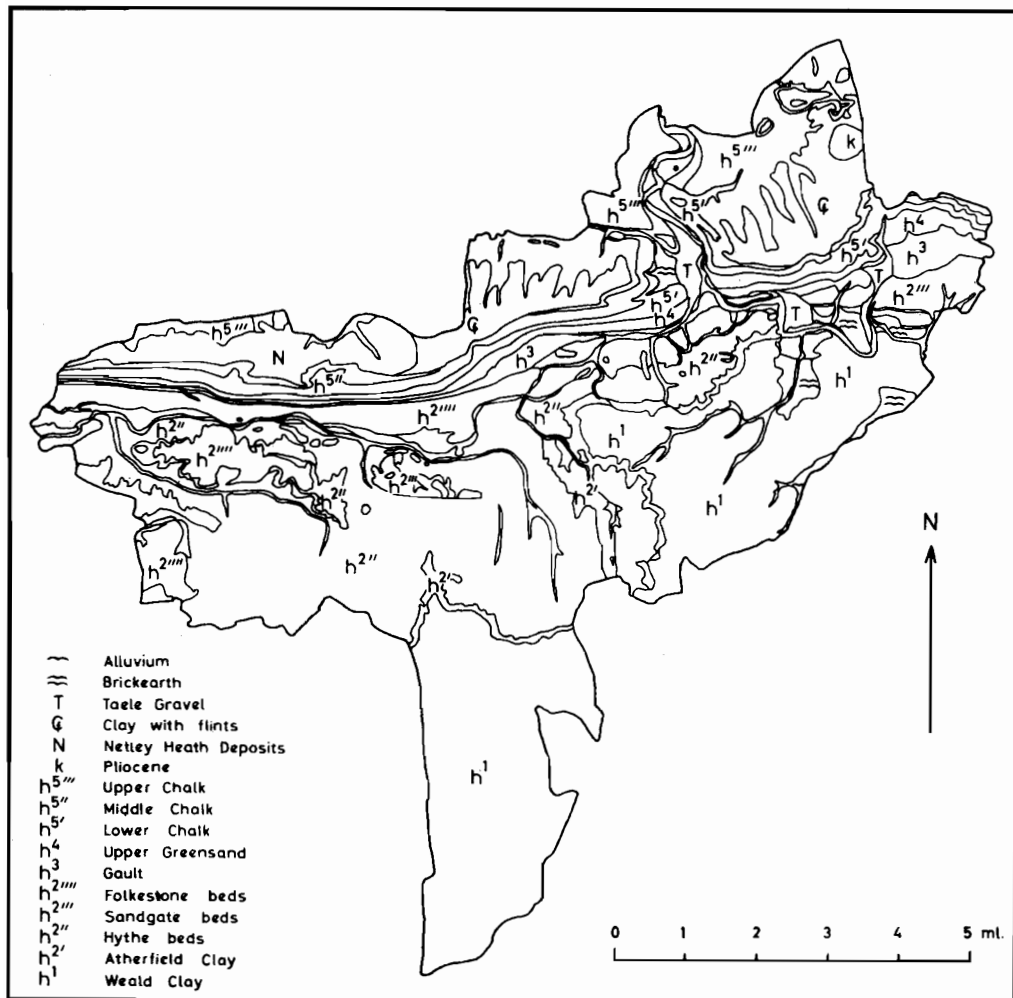 k
h5'''
h5'''
h5''
₢
h4
h5'
h3
T
T
h2''''
h5'
h4
T
₢
h5'''
N
h3
h2''
h1
h5''
h2''''
h2''
h1
h2''
h2''''
h2'''
h2''
h2'
h1
N
h2''
h2''''
h2'
Alluvium
Brickearth
T Taele Gravel
₢ Clay with flints
N Netley Heath Deposits
k Pliocene
h5''' Upper Chalk
h5'' Middle Chalk
h5' Lower Chalk
h4 Upper Greensand
h3 Gault
h2'''' Folkestone beds
h2''' Sandgate beds
h2'' Hythe beds
h2' Atherfield Clay
h1 Weald Clay
h1
0 1 2 3 4 5 ml.